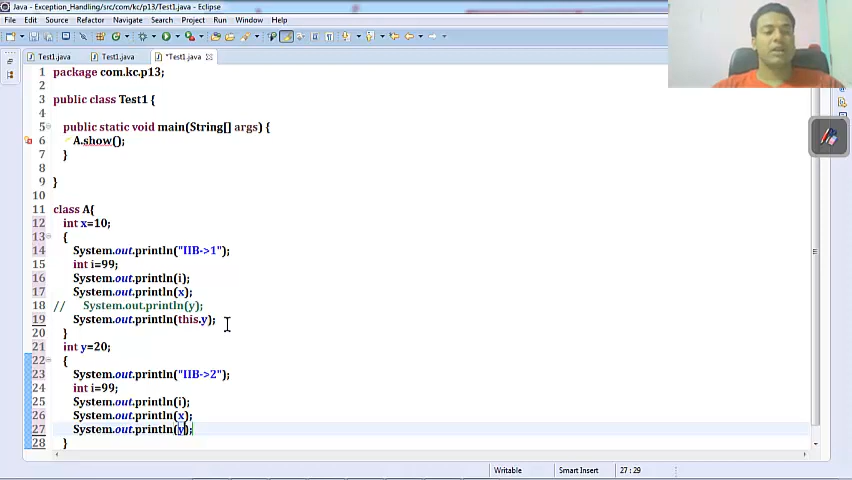 Java - Exception_Handling/src/com/kc/p13/Test1.java - Eclipse
File Edit Source Refactor Navigate Search Project Run Window Help
Test1.java Test1.java *Test1.java
1 package com.kc.p13;
2
3 public class Test1 {
4
5 public static void main(String[] args) {
6 A.show();
7 }
8
9 }
10
11 class A{
12 int x=10;
13 {
14 System.out.println("IIB->1");
15 int i=99;
16 System.out.println(i);
17 System.out.println(x);
18 // System.out.println(y);
19 System.out.println(this.y);
20 }
21 int y=20;
22 {
23 System.out.println("IIB->2");
24 int i=99;
25 System.out.println(i);
26 System.out.println(x);
27 System.out.println(y);
28 }
Writable Smart Insert 27 : 29